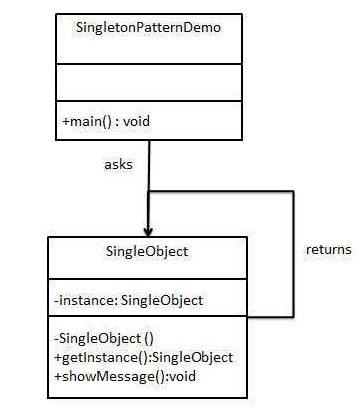 SingletonPatternDemo
+main() : void
asks
SingleObject
returns
-instance: SingleObject
-SingleObject ()
+getInstance():SingleObject
+showMessage():void